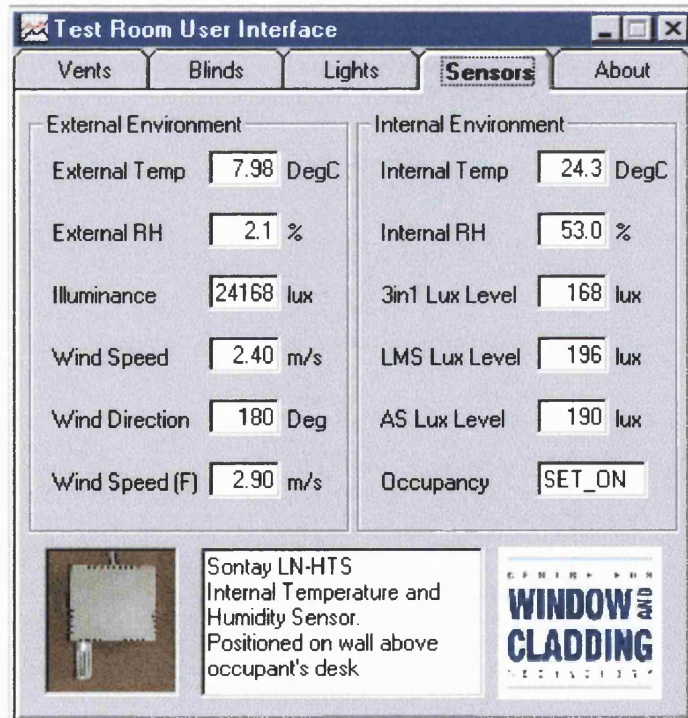 Test Room User Interface
Vents Blinds Lights Sensors About
External Environment
External Temp 7.98 DegC
External RH 2.1 %
Illuminance 24168 lux
Wind Speed 2.40 m/s
Wind Direction 180 Deg
Wind Speed (F) 2.90 m/s
Internal Environment
Internal Temp 24.3 DegC
Internal RH 53.0 %
3in1 Lux Level 168 lux
LMS Lux Level 196 lux
AS Lux Level 190 lux
Occupancy SET_ON
Sontay LN-HTS
Internal Temperature and
Humidity Sensor.
Positioned on wall above
occupant's desk
CENTRE FOR
WINDOW AND
CLADDING
TECHNOLOGY